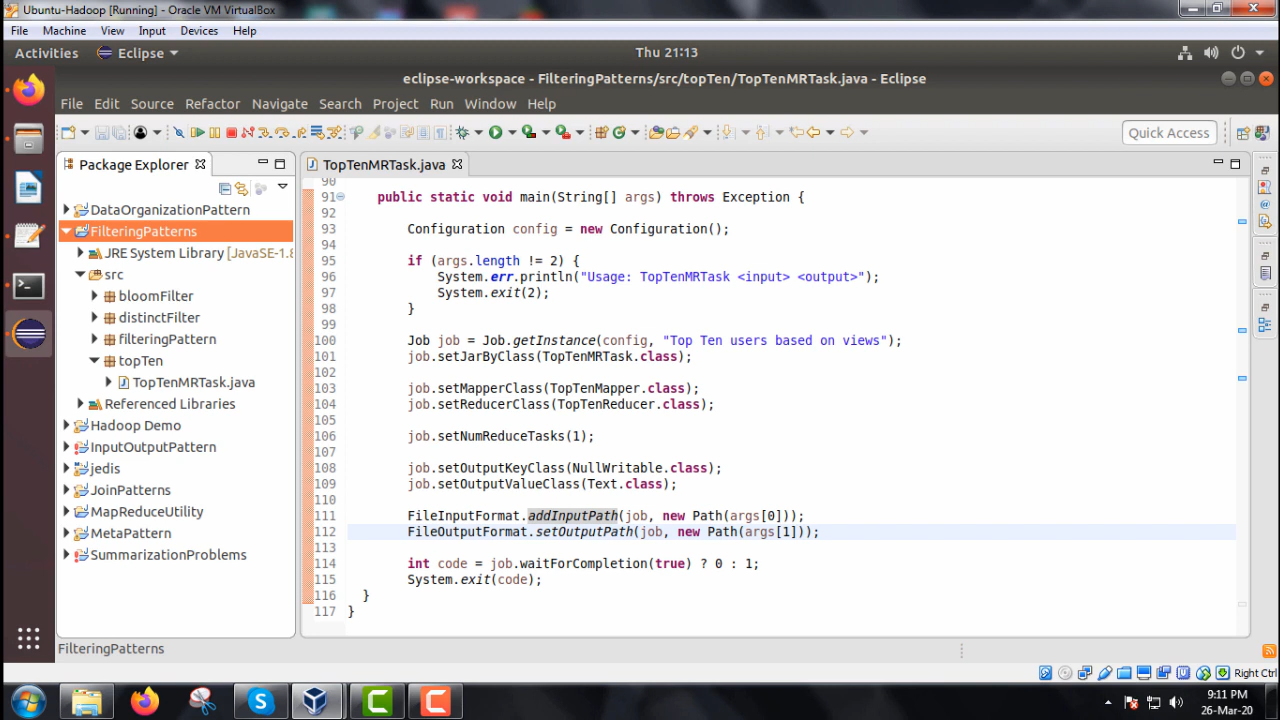 Ubuntu-Hadoop [Running] - Oracle VM VirtualBox
File Machine View Input Devices Help
Activities Eclipse Thu 21:13
eclipse-workspace - FilteringPatterns/src/topTen/TopTenMRTask.java - Eclipse
File Edit Source Refactor Navigate Search Project Run Window Help
Quick Access
Package Explorer
DataOrganizationPattern
FilteringPatterns
JRE System Library [JavaSE-1.8
src
bloomFilter
distinctFilter
filteringPattern
topTen
TopTenMRTask.java
Referenced Libraries
Hadoop Demo
InputOutputPattern
jedis
JoinPatterns
MapReduceUtility
MetaPattern
SummarizationProblems
TopTenMRTask.java
90
91 public static void main(String[] args) throws Exception {
92
93 Configuration config = new Configuration();
94
95 if (args.length != 2) {
96 System.err.println("Usage: TopTenMRTask <input> <output>");
97 System.exit(2);
98 }
99
100 Job job = Job.getInstance(config, "Top Ten users based on views");
101 job.setJarByClass(TopTenMRTask.class);
102
103 job.setMapperClass(TopTenMapper.class);
104 job.setReducerClass(TopTenReducer.class);
105
106 job.setNumReduceTasks(1);
107
108 job.setOutputKeyClass(NullWritable.class);
109 job.setOutputValueClass(Text.class);
110
111 FileInputFormat.addInputPath(job, new Path(args[0]));
112 FileOutputFormat.setOutputPath(job, new Path(args[1]));
113
114 int code = job.waitForCompletion(true) ? 0 : 1;
115 System.exit(code);
116 }
117 }
FilteringPatterns
Right Ctrl
9:11 PM
26-Mar-20